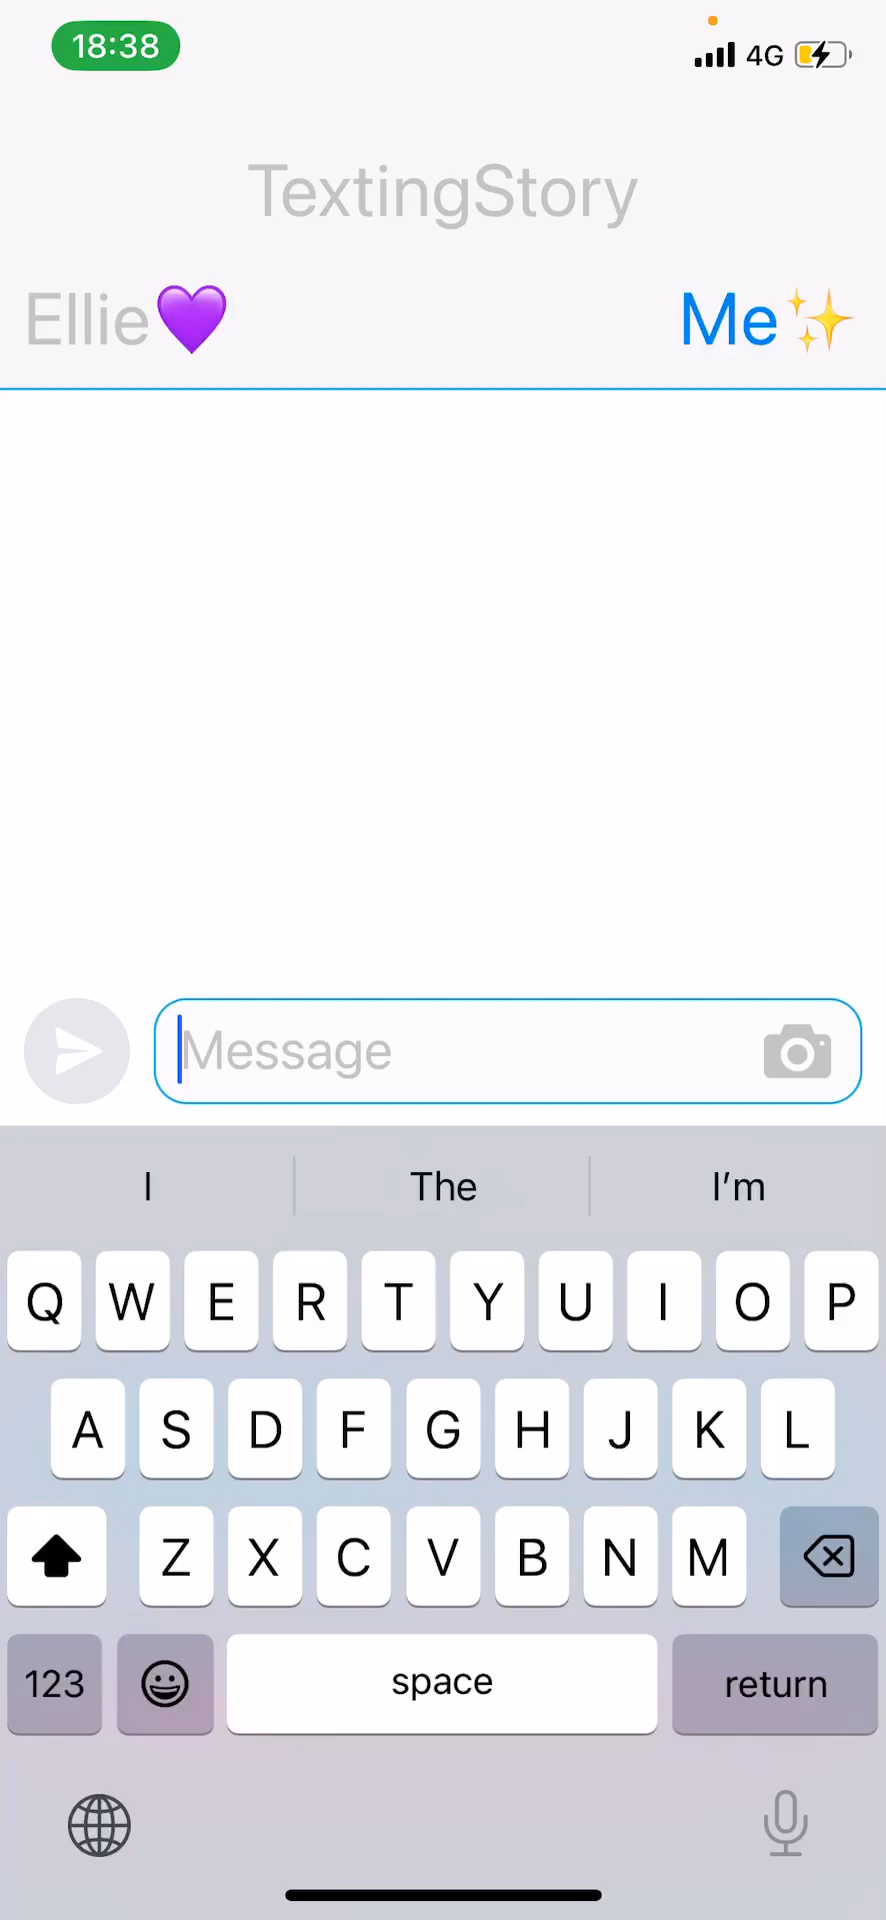 18:38
4G
TextingStory
Ellie💜
Me✨
Message
I The I’m
Q W E R T Y U I O P
A S D F G H J K L
Z X C V B N M
123 space return